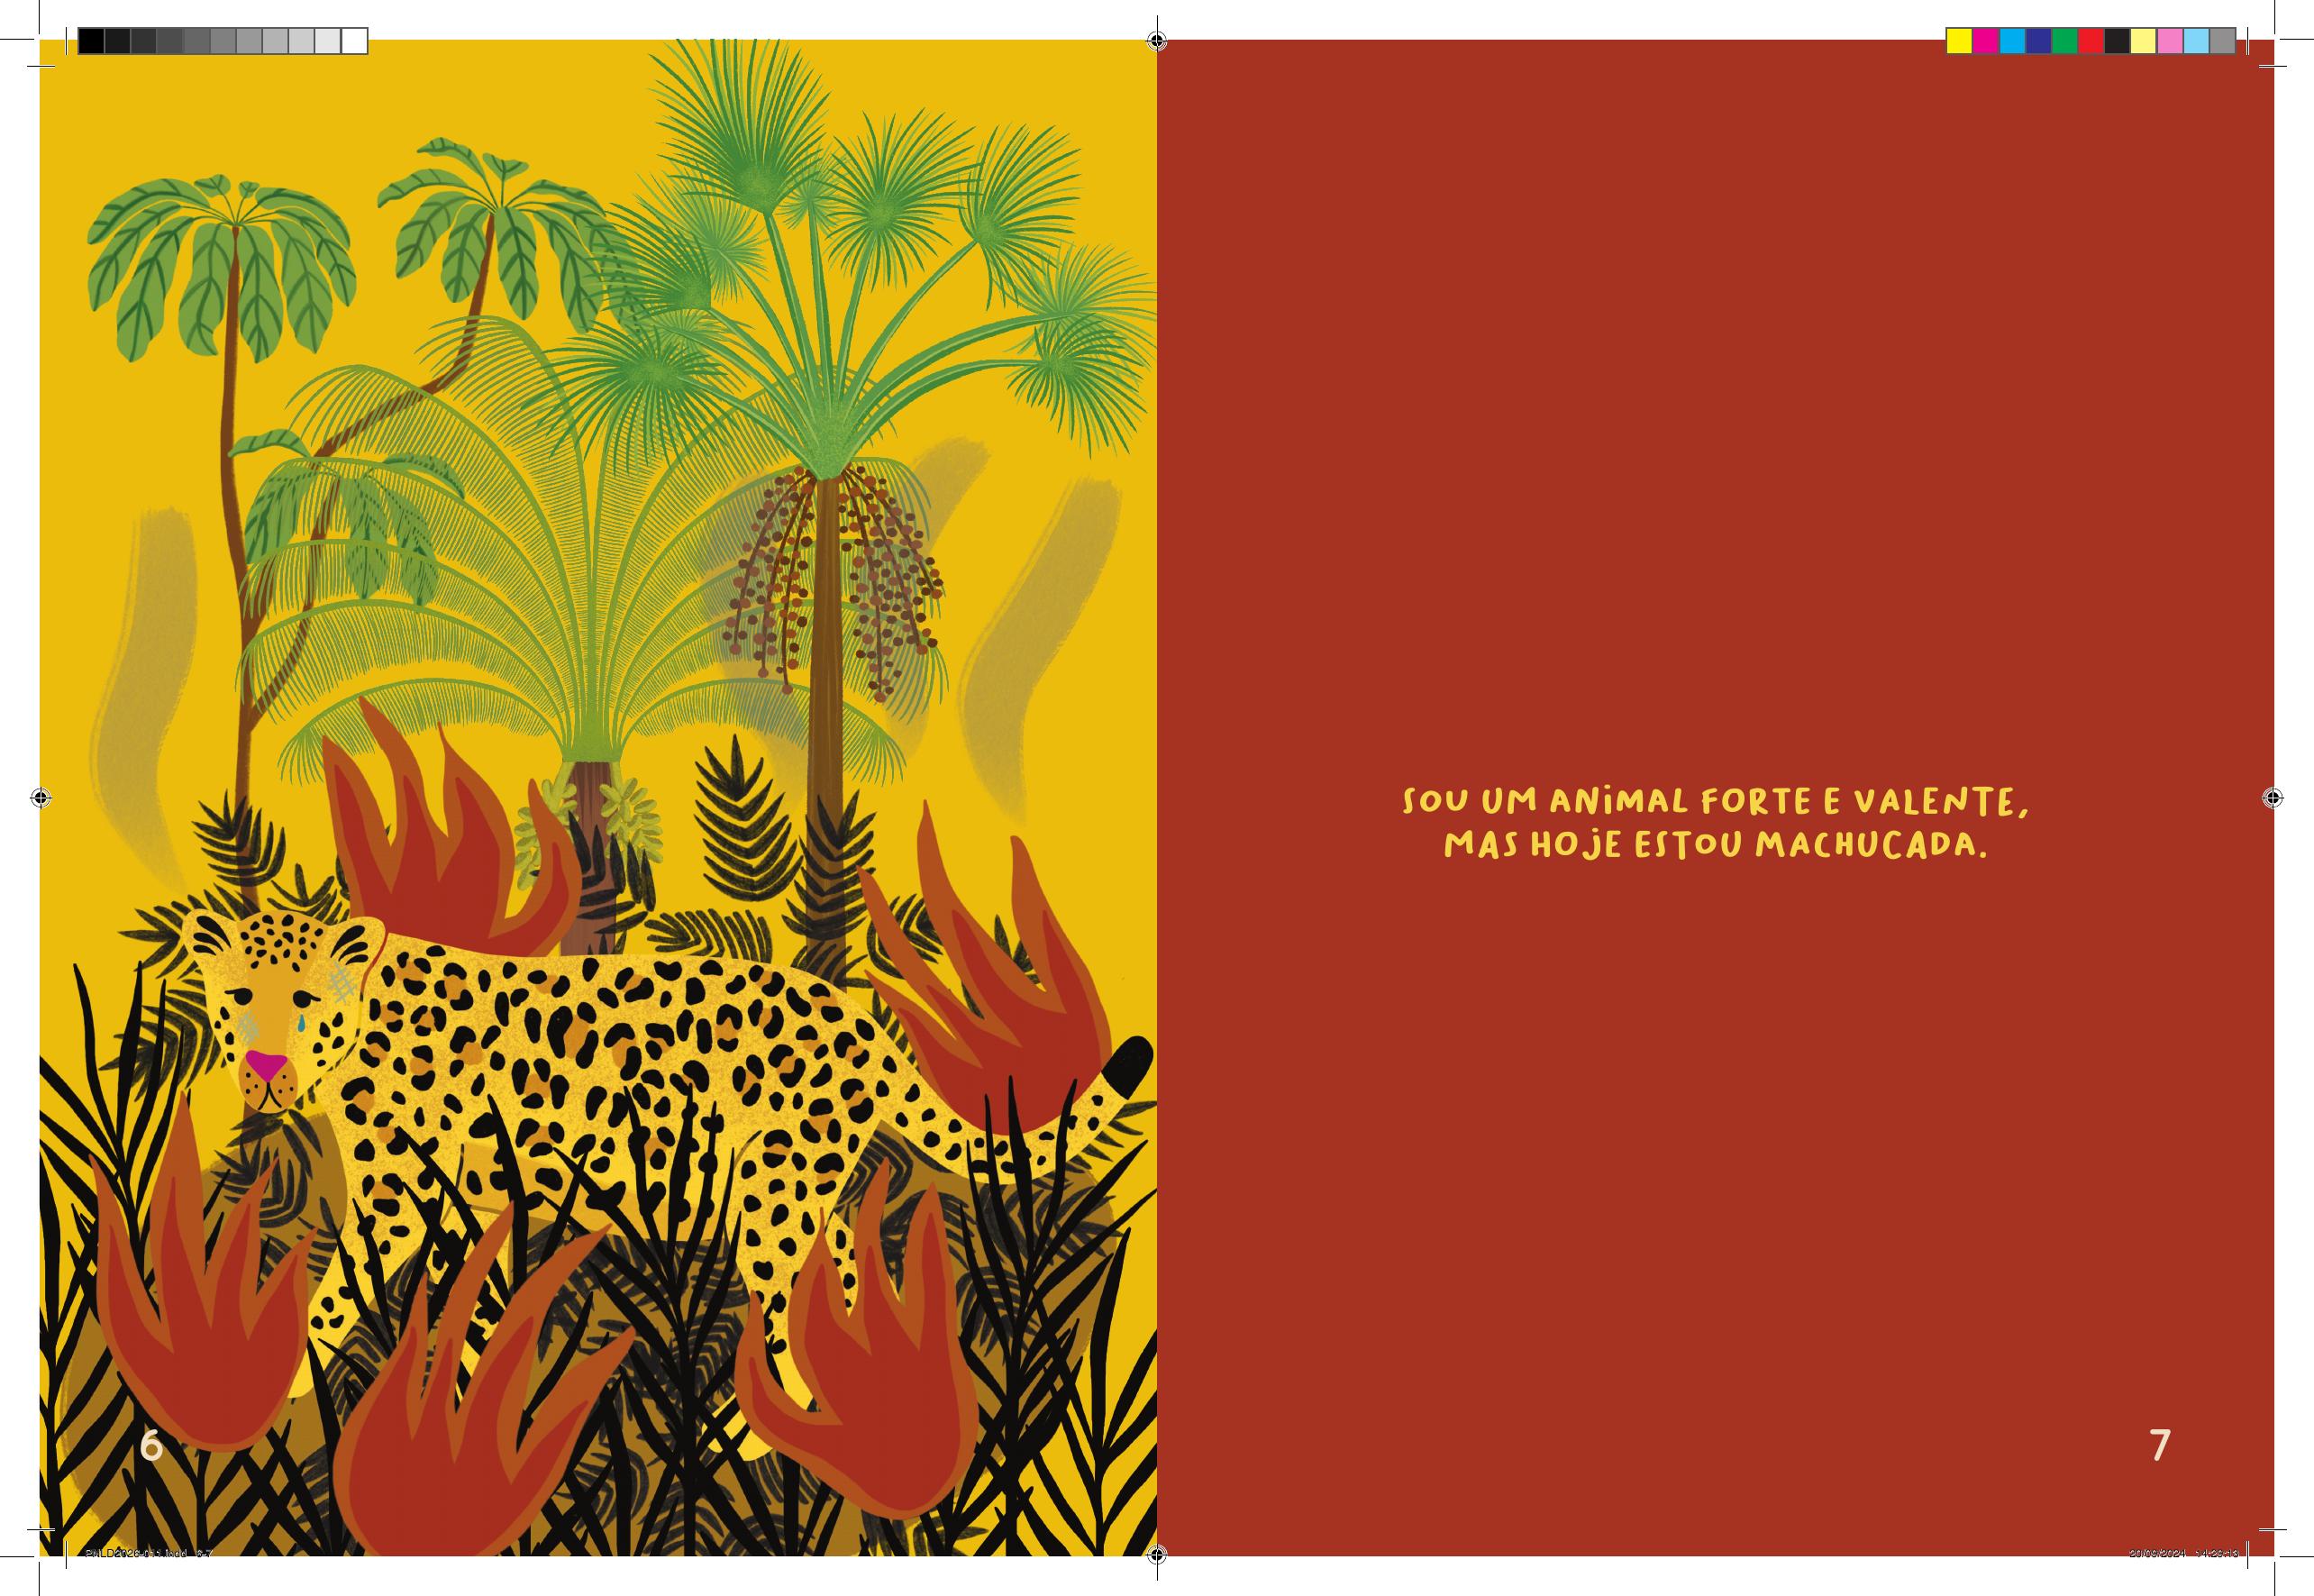 SOU UM ANIMAL FORTE E VALENTE,
MAS HOJE ESTOU MACHUCADA.
6
7